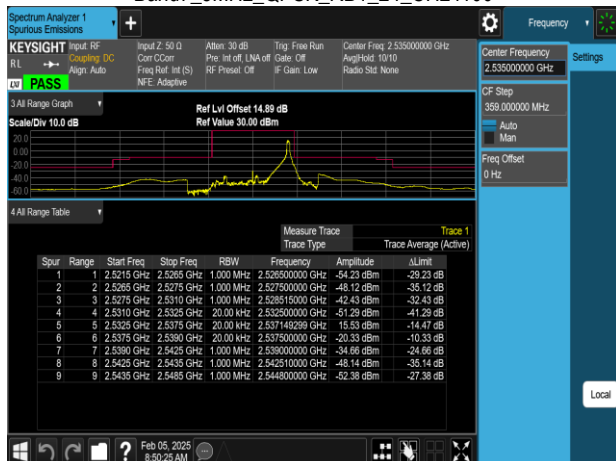 Spectrum Analyzer 1
Spurious Emissions
Frequency
KEYSIGHT
RL
PASS
Input: RF
Coupling: DC
Align: Auto
Input Z: 50 Ω
Corr CCorr
Freq Ref: Int (S)
NFE: Adaptive
Atten: 30 dB
Pre: Int off, LNA off
RF Preset: Off
Trig: Free Run
Gate: Off
IF Gain: Low
Center Freq: 2.535000000 GHz
Avg|Hold: 10/10
Radio Std: None
Center Frequency
2.535000000 GHz
Settings
CF Step
359.000000 MHz
Auto
Man
Freq Offset
0 Hz
3 All Range Graph
Scale/Div 10.0 dB
Ref Lvl Offset 14.89 dB
Ref Value 30.00 dBm
20.0
0.00
-20.0
-40.0
-60.0
4 All Range Table
Measure Trace Trace 1
Trace Type Trace Average (Active)
Spur Range Start Freq Stop Freq RBW Frequency Amplitude ΔLimit
1 1 2.5215 GHz 2.5265 GHz 1.000 MHz 2.526500000 GHz -54.23 dBm -29.23 dB
2 2 2.5265 GHz 2.5275 GHz 1.000 MHz 2.527500000 GHz -48.12 dBm -35.12 dB
3 3 2.5275 GHz 2.5310 GHz 1.000 MHz 2.528515000 GHz -42.43 dBm -32.43 dB
4 4 2.5310 GHz 2.5325 GHz 20.00 kHz 2.532500000 GHz -51.29 dBm -41.29 dB
5 5 2.5325 GHz 2.5375 GHz 20.00 kHz 2.537149299 GHz 15.53 dBm -14.47 dB
6 6 2.5375 GHz 2.5390 GHz 20.00 kHz 2.537500000 GHz -20.33 dBm -10.33 dB
7 7 2.5390 GHz 2.5425 GHz 1.000 MHz 2.539000000 GHz -34.66 dBm -24.66 dB
8 8 2.5425 GHz 2.5435 GHz 1.000 MHz 2.542510000 GHz -48.14 dBm -35.14 dB
9 9 2.5435 GHz 2.5485 GHz 1.000 MHz 2.544800000 GHz -52.38 dBm -27.38 dB
Local
Feb 05, 2025
8:50:25 AM